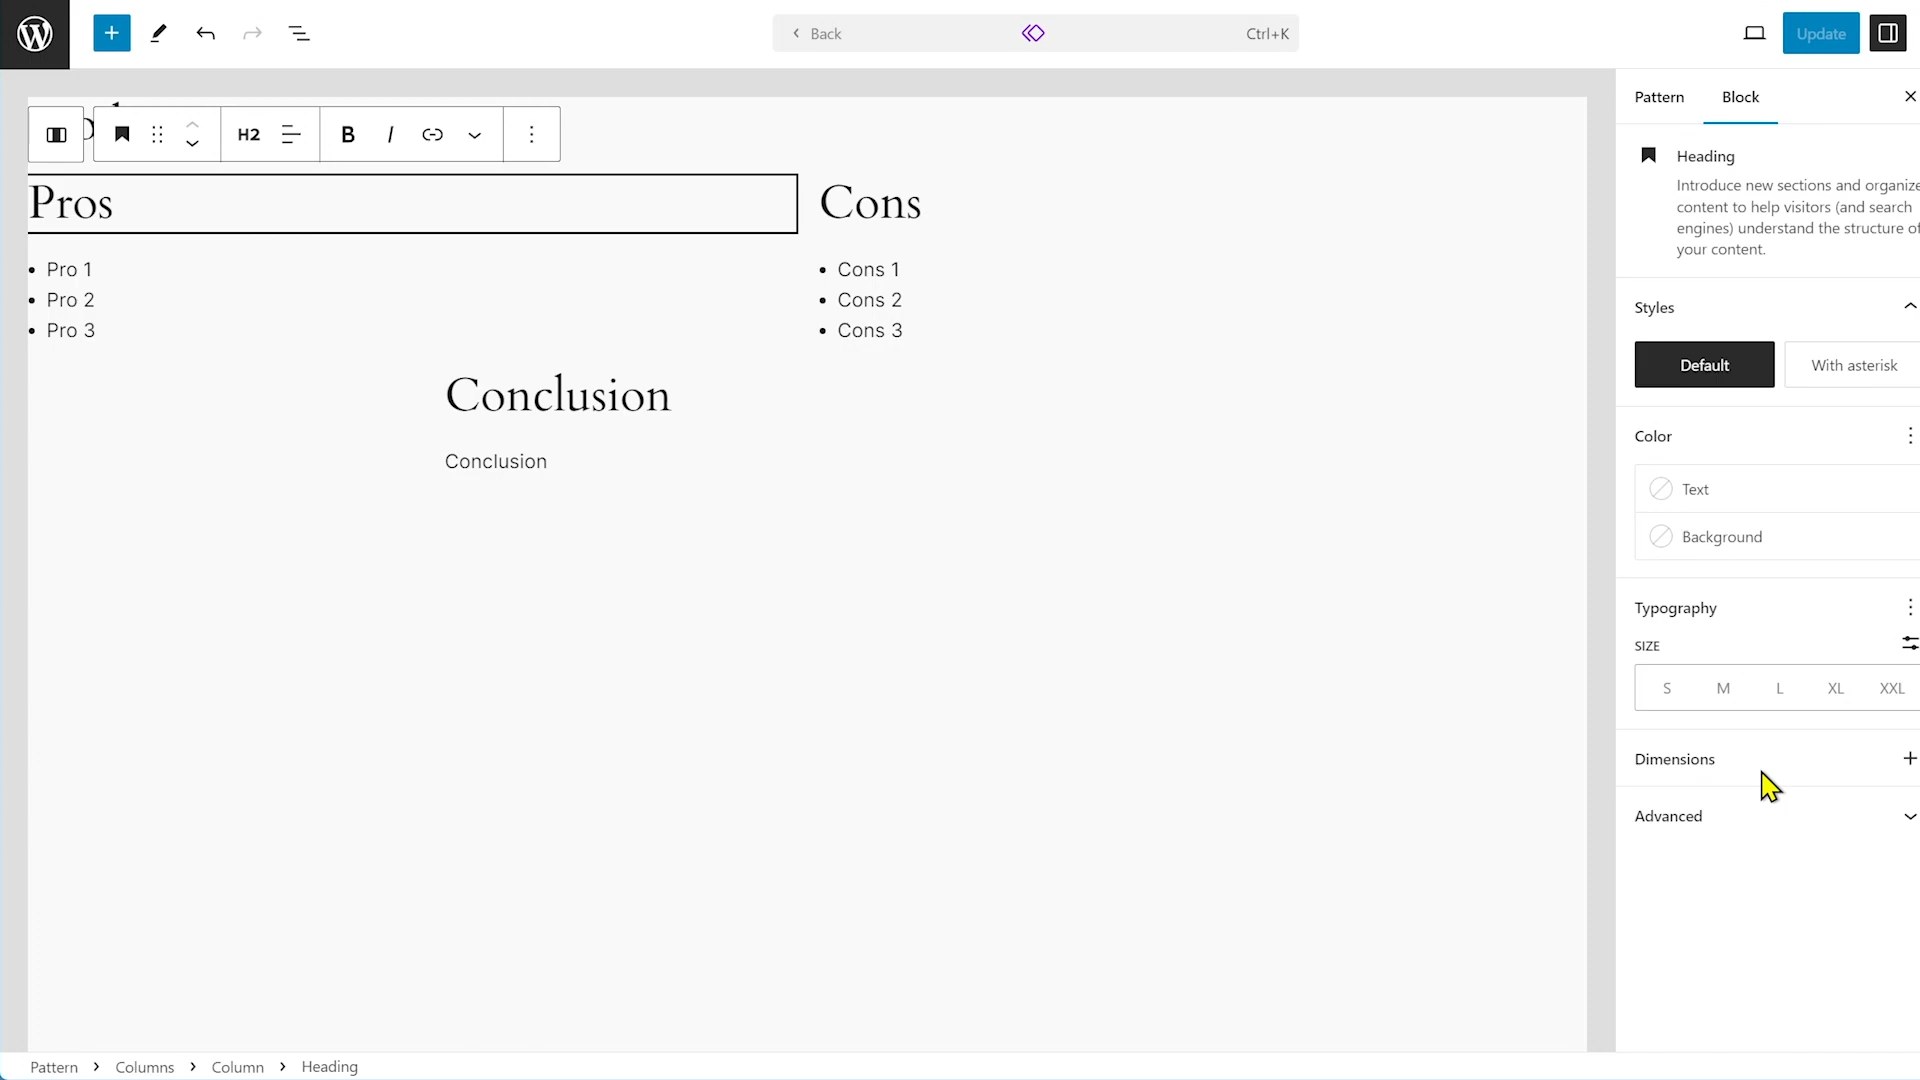 Back
Ctrl+K
Update
H2
B
I
Pros
Cons
Pro 1
Pro 2
Pro 3
Cons 1
Cons 2
Cons 3
Conclusion
Conclusion
Pattern
Block
Heading
Introduce new sections and organize
content to help visitors (and search
engines) understand the structure of
your content.
Styles
Default
With asterisk
Color
Text
Background
Typography
SIZE
S M L XL XXL
Dimensions
Advanced
Pattern > Columns > Column > Heading